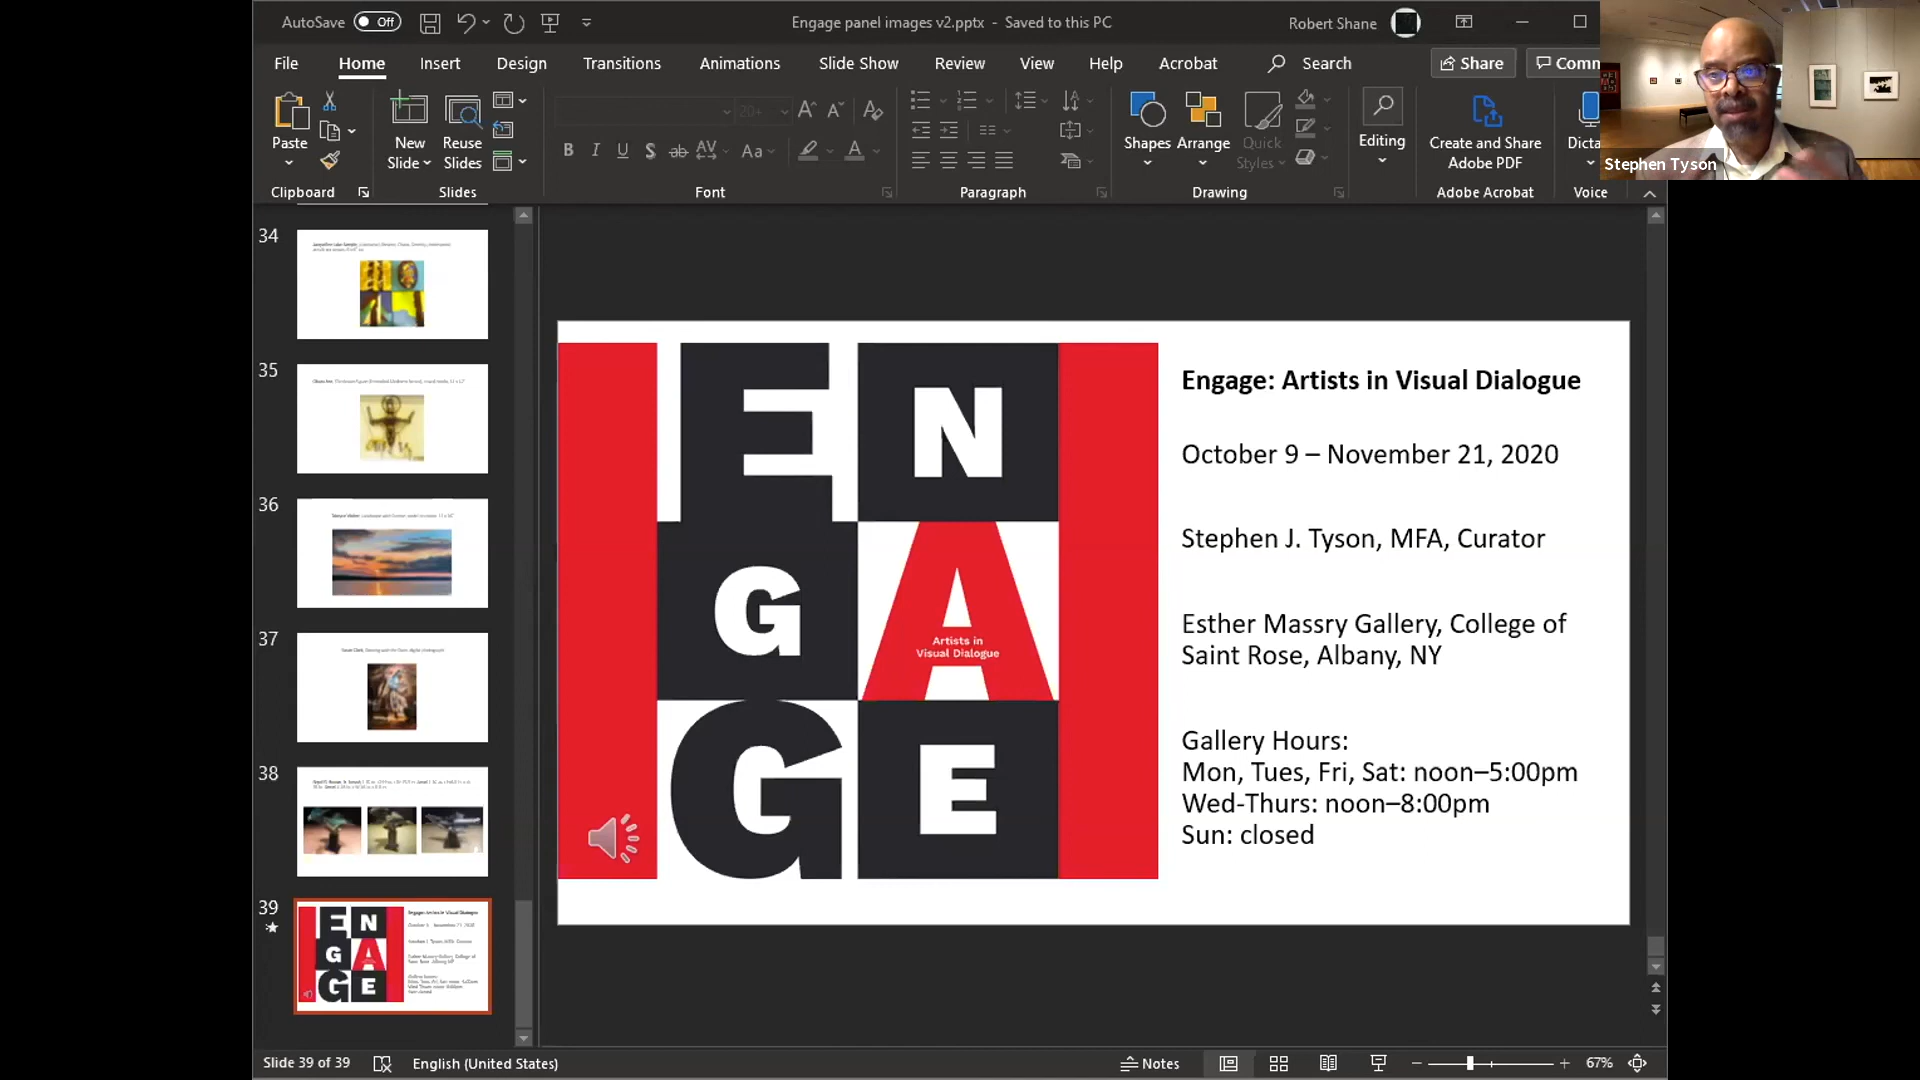 AutoSave Off
Engage panel images v2.pptx - Saved to this PC
Robert Shane
File Home Insert Design Transitions Animations Slide Show Review View Help Acrobat Search Share Comm
Paste
New Slide
Reuse Slides
20+
B I U S ab AV Aa A
Shapes Arrange Quick Styles
Editing
Create and Share Adobe PDF
Dicta
Clipboard Slides Font Paragraph Drawing Adobe Acrobat Voice
Stephen Tyson
34
35
36
37
38
39
E N
G A
G E
Artists in
Visual Dialogue
Engage: Artists in Visual Dialogue
October 9 – November 21, 2020
Stephen J. Tyson, MFA, Curator
Esther Massry Gallery, College of
Saint Rose, Albany, NY
Gallery Hours:
Mon, Tues, Fri, Sat: noon–5:00pm
Wed-Thurs: noon–8:00pm
Sun: closed
Slide 39 of 39 English (United States) Notes 67%